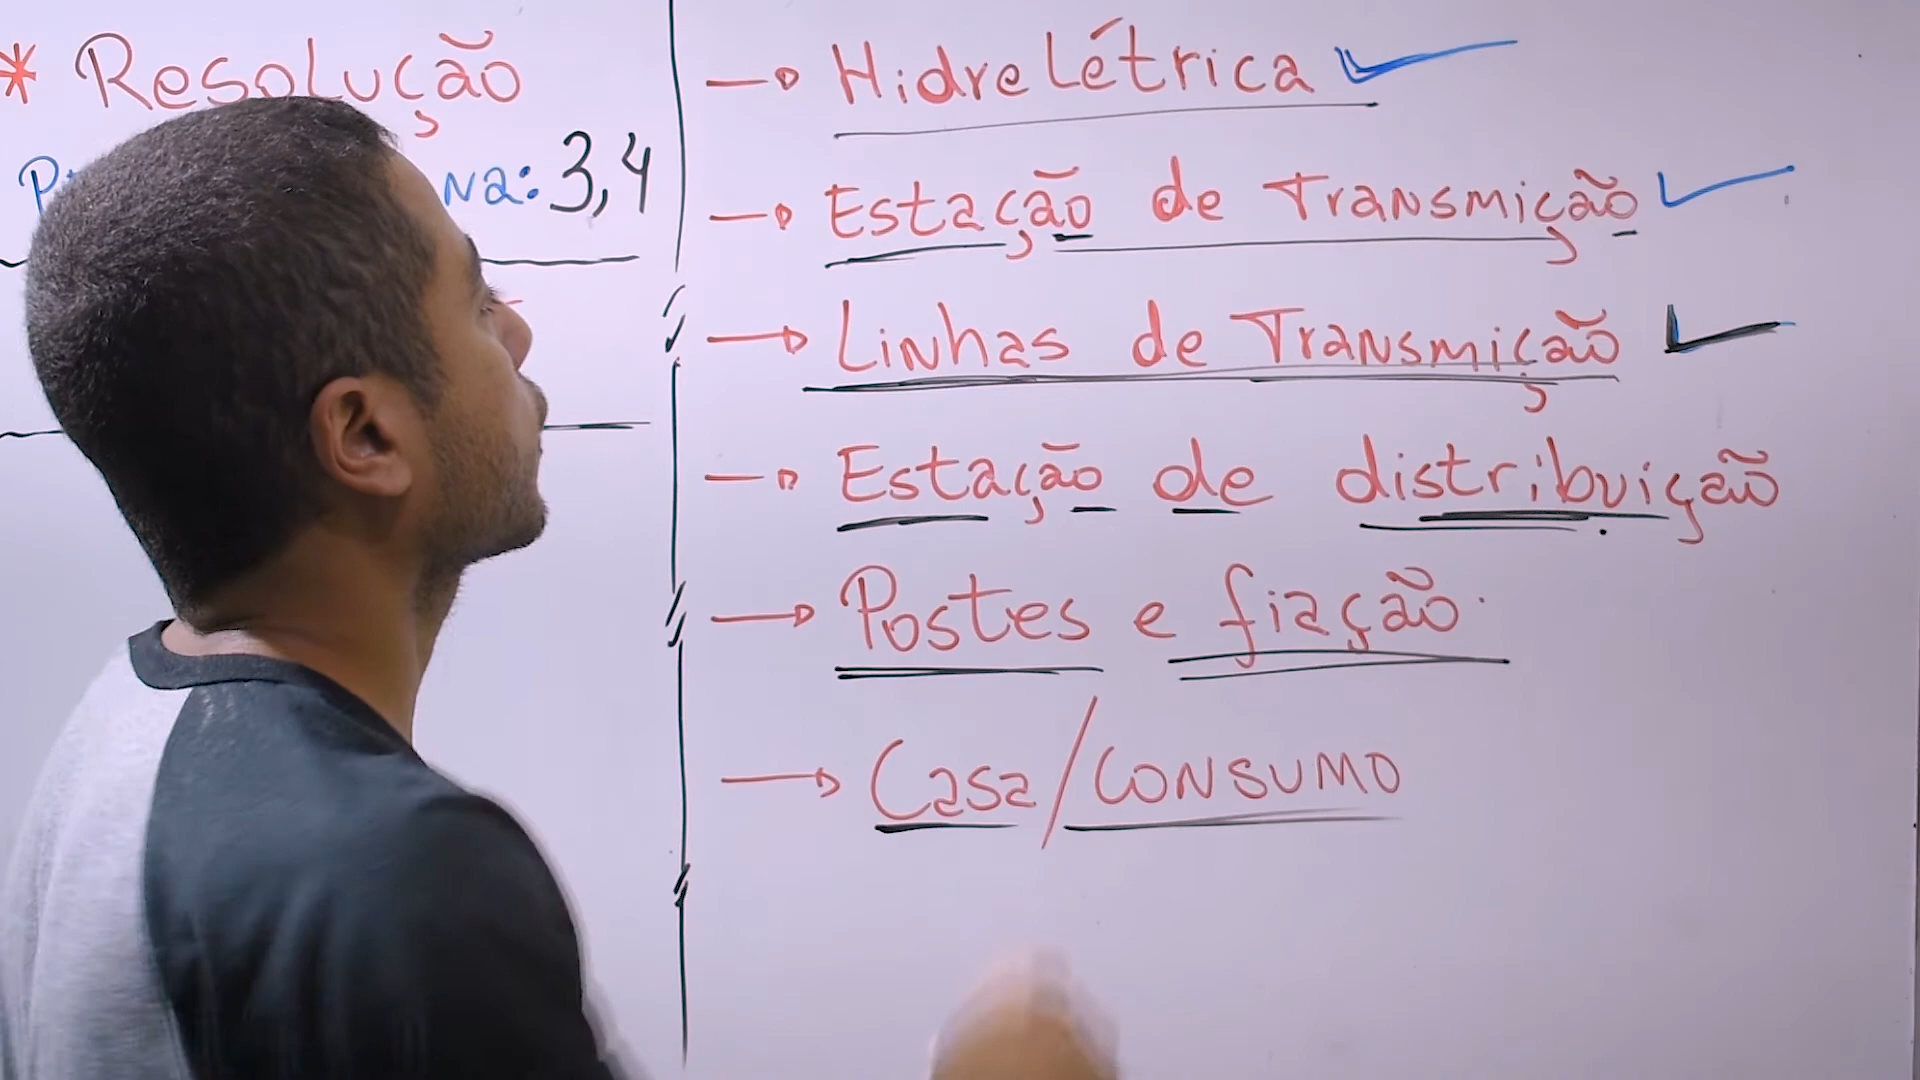 * Resolução
na: 3,4
→ HidreLétrica ✓
→ Estação de Transmição ✓
→ Linhas de Transmição ✓
→ Estação de distribuição
→ Postes e fiação
→ Casa/Consumo